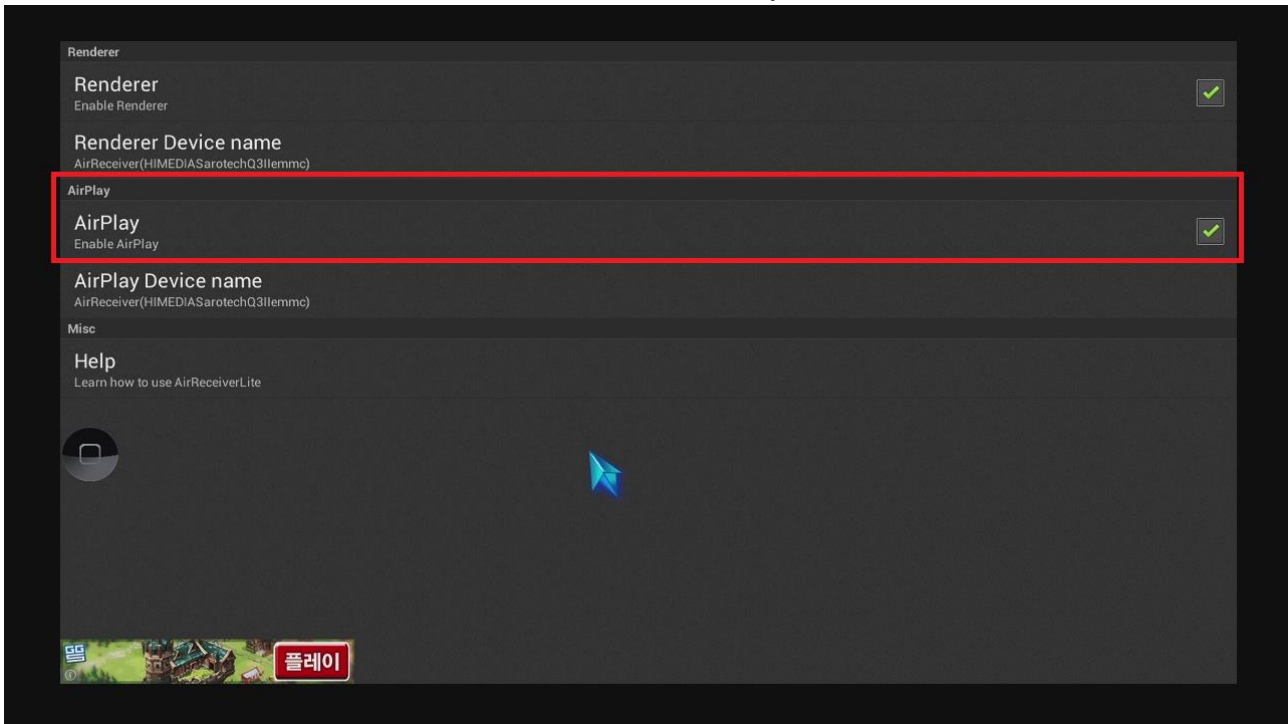 Renderer
Renderer
Enable Renderer
Renderer Device name
AirReceiver(HIMEDIASarotechQ3IIemmc)
AirPlay
AirPlay
Enable AirPlay
AirPlay Device name
AirReceiver(HIMEDIASarotechQ3IIemmc)
Misc
Help
Learn how to use AirReceiverLite
플레이